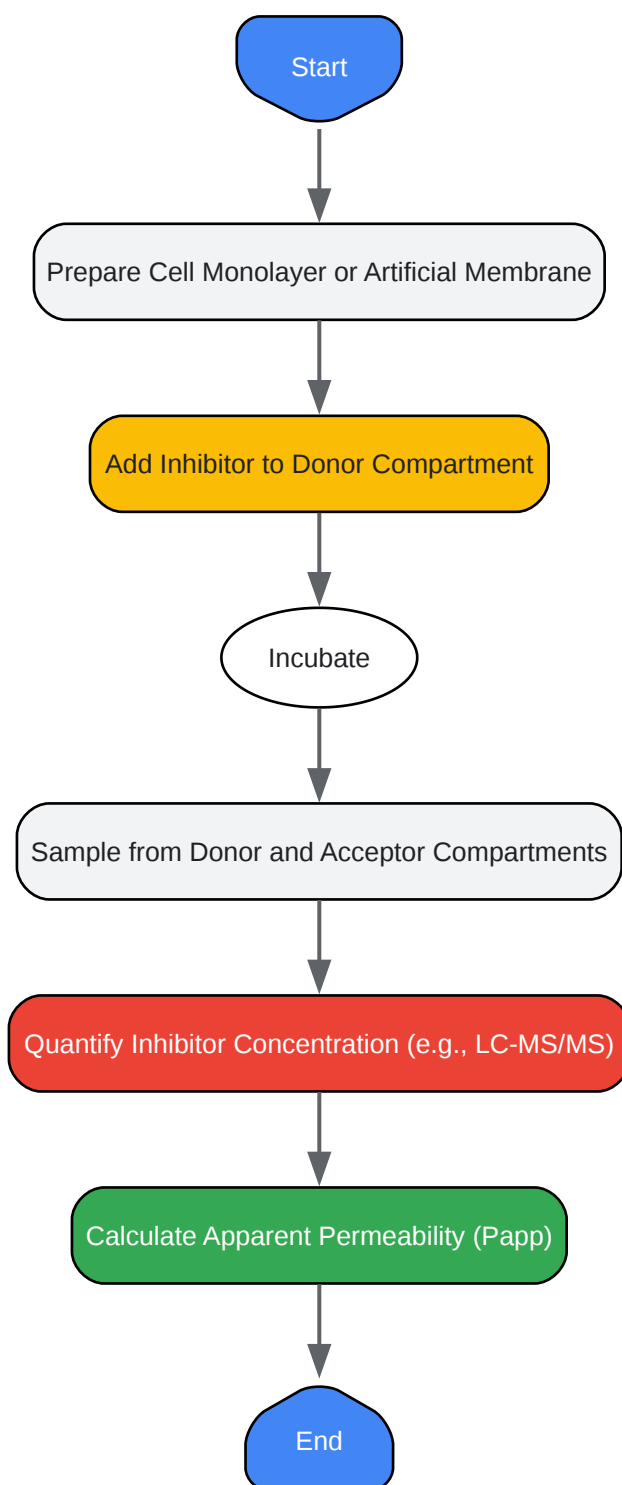 Start
Prepare Cell Monolayer or Artificial Membrane
Add Inhibitor to Donor Compartment
Incubate
Sample from Donor and Acceptor Compartments
Quantify Inhibitor Concentration (e.g., LC-MS/MS)
Calculate Apparent Permeability (Papp)
End